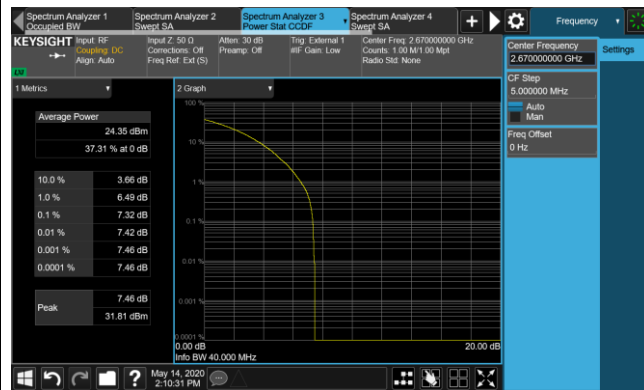 Spectrum Analyzer 1
Occupied BW
Spectrum Analyzer 2
Swept SA
Spectrum Analyzer 3
Power Stat CCDF
Spectrum Analyzer 4
Swept SA
Frequency
KEYSIGHT
Input: RF
Coupling: DC
Align: Auto
Input Z: 50 Ω
Corrections: Off
Freq Ref: Ext (S)
Atten: 30 dB
Preamp: Off
Trig: External 1
#IF Gain: Low
Center Freq: 2.670000000 GHz
Counts: 1.00 M/1.00 Mpt
Radio Std: None
Center Frequency
2.670000000 GHz
Settings
CF Step
5.000000 MHz
Auto
Man
Freq Offset
0 Hz
1 Metrics
Average Power
24.35 dBm
37.31 % at 0 dB
10.0 % 3.66 dB
1.0 % 6.49 dB
0.1 % 7.32 dB
0.01 % 7.42 dB
0.001 % 7.46 dB
0.0001 % 7.46 dB
Peak
7.46 dB
31.81 dBm
2 Graph
100 %
10 %
1 %
0.1 %
0.01 %
0.001 %
0.0001 %
0.00 dB
20.00 dB
Info BW 40.000 MHz
May 14, 2020
2:10:31 PM